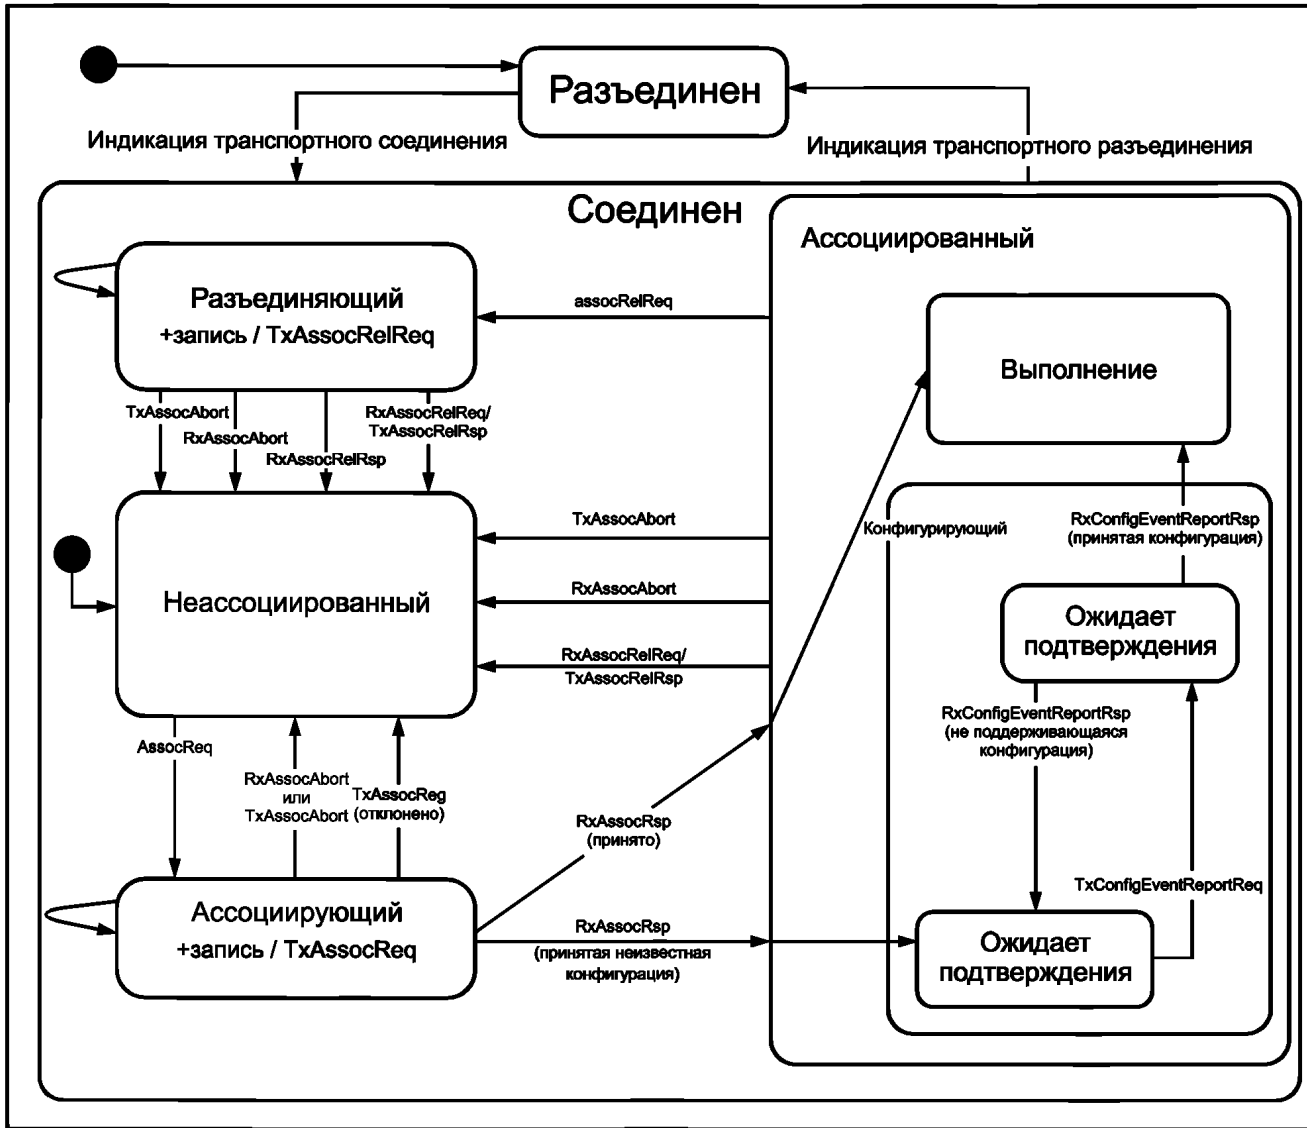 Разъединен
Индикация транспортного соединения
Индикация транспортного разъединения
Соединен
Ассоциированный
Разъединяющий
+запись / TxAssocRelReq
assocRelReq
Выполнение
TxAssocAbort
RxAssocAbort
RxAssocRelRsp
RxAssocRelReq/
TxAssocRelRsp
Конфигурирующий
RxConfigEventReportRsp
(принятая конфигурация)
TxAssocAbort
RxAssocAbort
RxAssocRelReq/
TxAssocRelRsp
Неассоциированный
Ожидает
подтверждения
RxConfigEventReportRsp
(не поддерживающаяся
конфигурация)
AssocReq
RxAssocAbort
или
TxAssocAbort
TxAssocReg
(отклонено)
RxAssocRsp
(принято)
TxConfigEventReportReq
Ассоциирующий
+запись / TxAssocReq
RxAssocRsp
(принятая неизвестная
конфигурация)
Ожидает
подтверждения